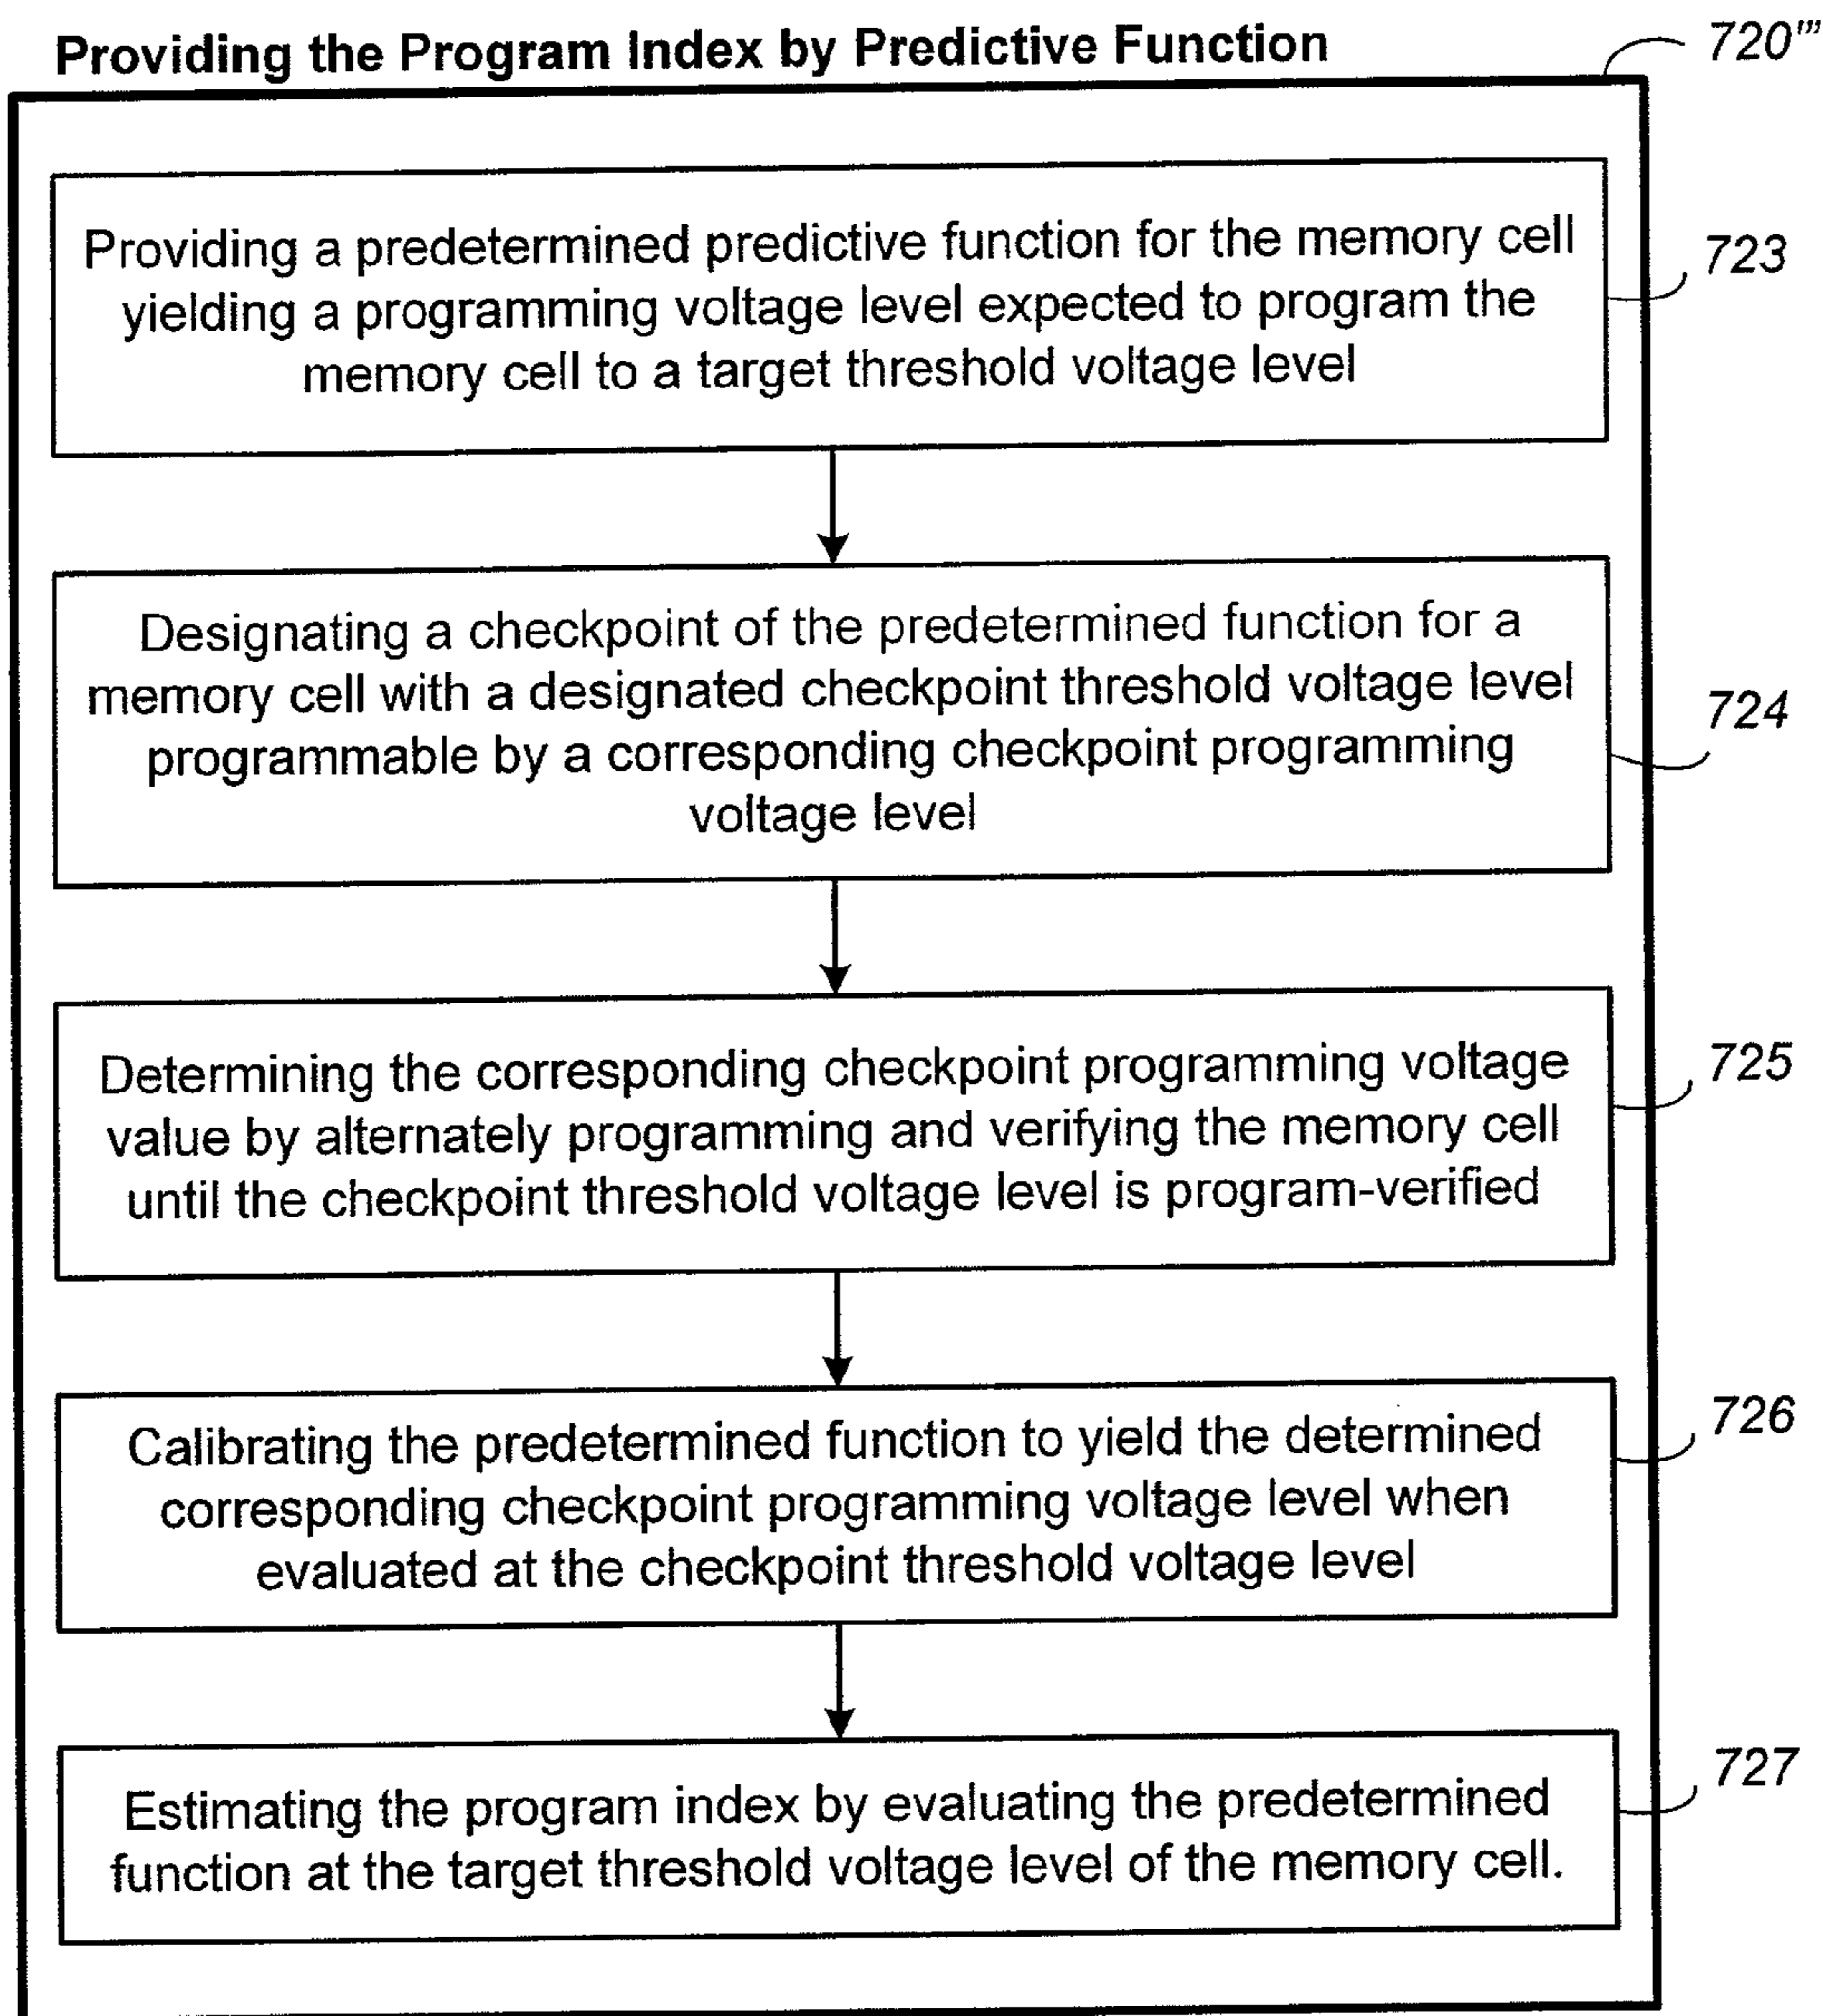 Providing the Program Index by Predictive Function
720'''
Providing a predetermined predictive function for the memory cell
yielding a programming voltage level expected to program the
memory cell to a target threshold voltage level
723
Designating a checkpoint of the predetermined function for a
memory cell with a designated checkpoint threshold voltage level
programmable by a corresponding checkpoint programming
voltage level
724
Determining the corresponding checkpoint programming voltage
value by alternately programming and verifying the memory cell
until the checkpoint threshold voltage level is program-verified
725
Calibrating the predetermined function to yield the determined
corresponding checkpoint programming voltage level when
evaluated at the checkpoint threshold voltage level
726
Estimating the program index by evaluating the predetermined
function at the target threshold voltage level of the memory cell.
727